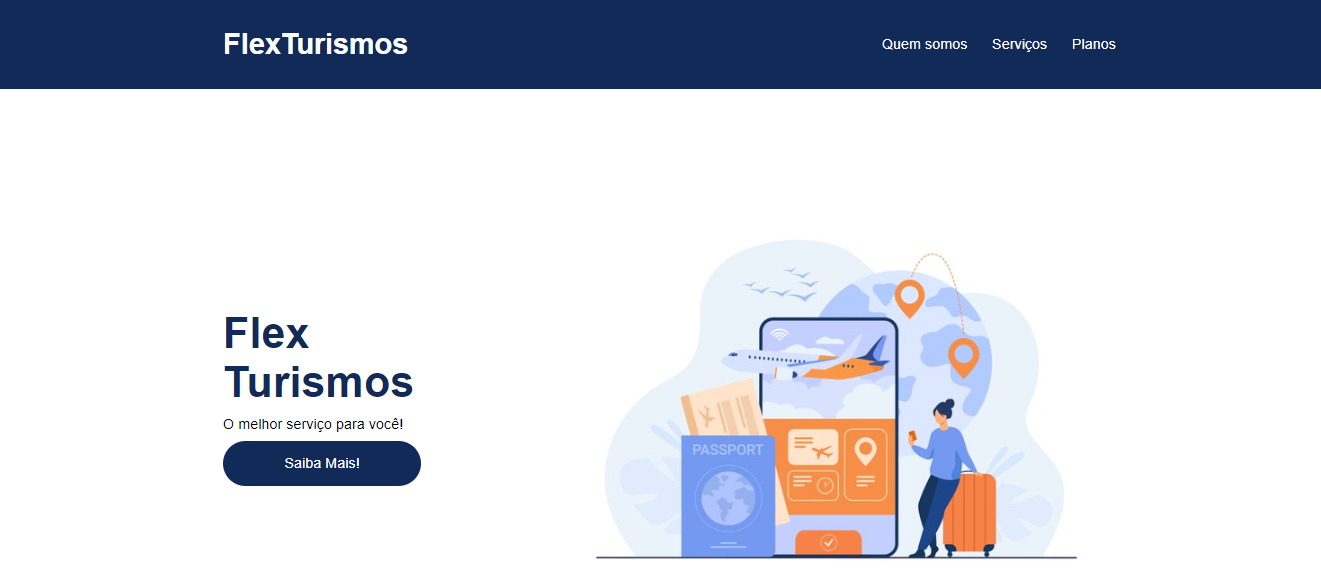 FlexTurismos
Quem somos
Serviços
Planos
Flex
Turismos
O melhor serviço para você!
Saiba Mais!
PASSPORT